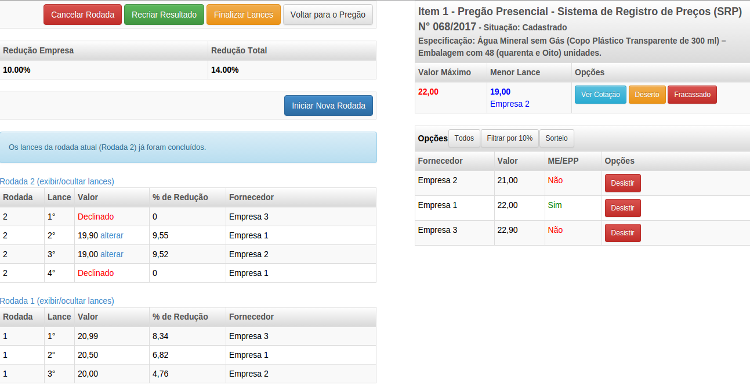 Cancelar Rodada Recriar Resultado Finalizar Lances Voltar para o Pregão
Redução Empresa Redução Total
10.00% 14.00%
Iniciar Nova Rodada
Os lances da rodada atual (Rodada 2) já foram concluídos.
Rodada 2 (exibir/ocultar lances)
Rodada Lance Valor % de Redução Fornecedor
2 1° Declinado 0 Empresa 3
2 2° 19,90 alterar 9,55 Empresa 1
2 3° 19,00 alterar 9,52 Empresa 2
2 4° Declinado 0 Empresa 1
Rodada 1 (exibir/ocultar lances)
Rodada Lance Valor % de Redução Fornecedor
1 1° 20,99 8,34 Empresa 3
1 2° 20,50 6,82 Empresa 1
1 3° 20,00 4,76 Empresa 2
Item 1 - Pregão Presencial - Sistema de Registro de Preços (SRP)
N° 068/2017 - Situação: Cadastrado
Especificação: Água Mineral sem Gás (Copo Plástico Transparente de 300 ml) –
Embalagem com 48 (quarenta e Oito) unidades.
Valor Máximo Menor Lance Opções
22,00 19,00 Ver Cotação Deserto Fracassado
Empresa 2
Opções Todos Filtrar por 10% Sorteio
Fornecedor Valor ME/EPP Opções
Empresa 2 21,00 Não Desistir
Empresa 1 22,00 Sim Desistir
Empresa 3 22,90 Não Desistir